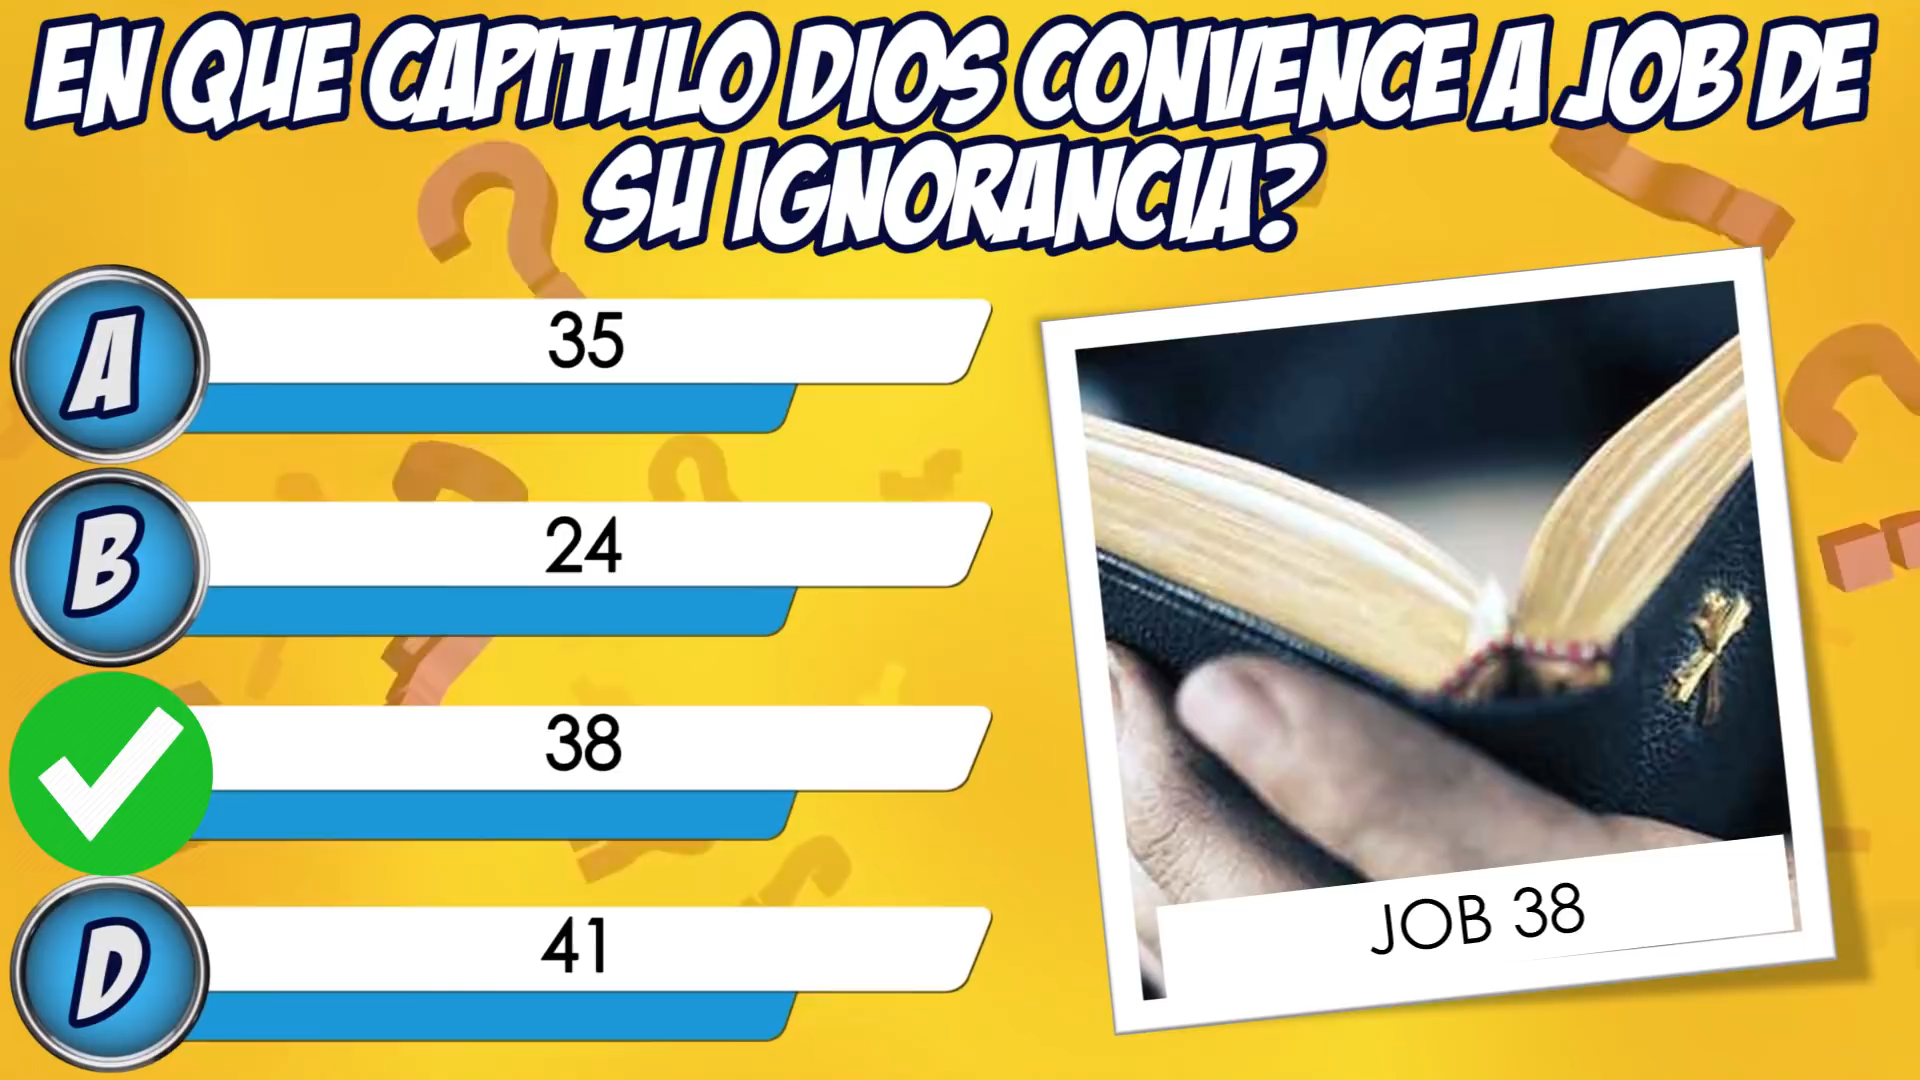 EN QUE CAPITULO DIOS CONVENCE A JOB DE
SU IGNORANCIA?
A
35
B
24
38
D
41
JOB 38